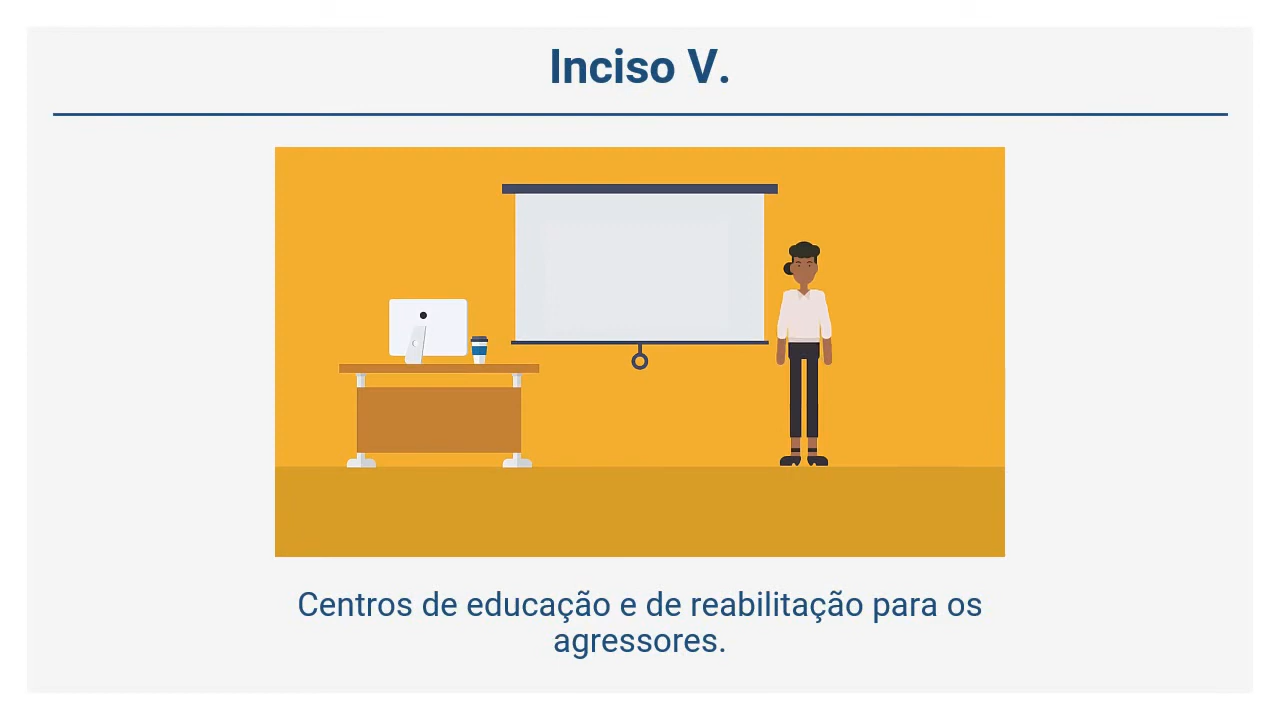 Inciso V.
Centros de educação e de reabilitação para os
agressores.